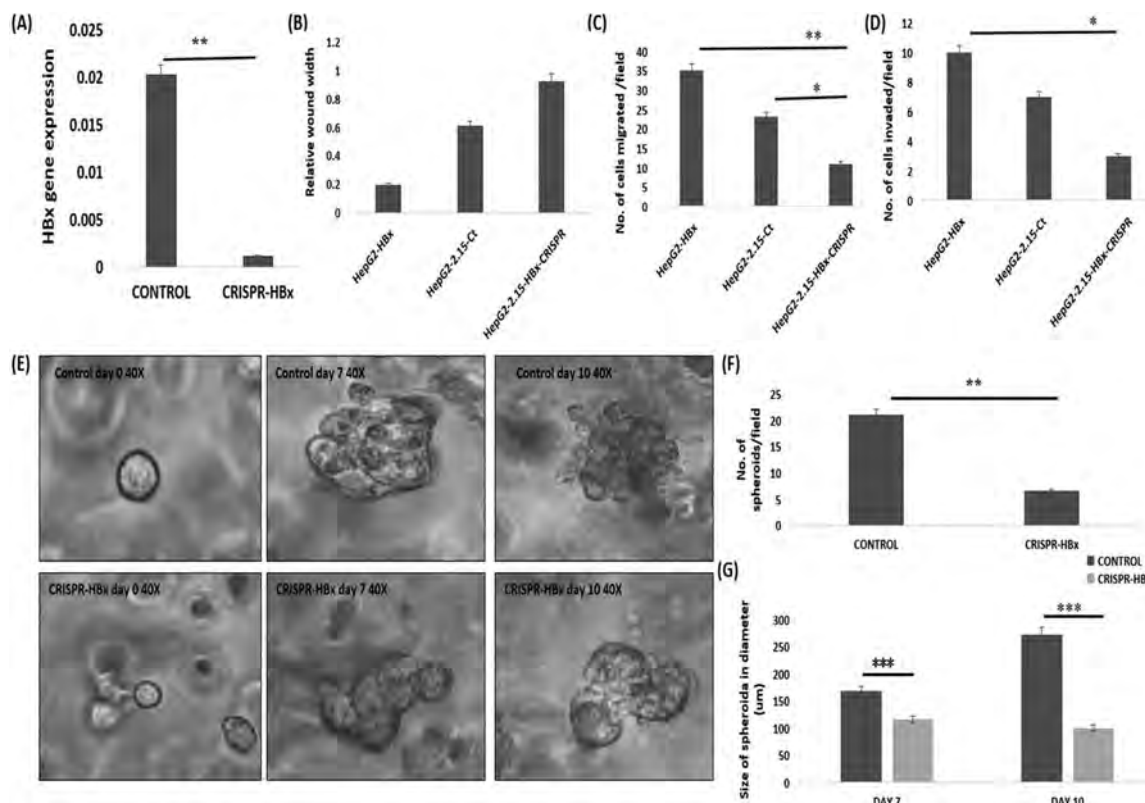 (A)
0.025
0.02
0.015
0.01
0.005
0
HBx gene expression
**
CONTROL CRISPR-HBx
(B)
1.2
1
0.8
0.6
0.4
0.2
0
Relative wound width
HepG2-HBx
HepG2-2.15-Ct
HepG2-2.15-HBx-CRISPR
(C)
40
35
30
25
20
15
10
5
0
No. of cells migrated /field
**
*
HepG2-HBx
HepG2-2.15-Ct
HepG2-2.15-HBx-CRISPR
(D)
12
10
8
6
4
2
0
No. of cells invaded/field
*
HepG2-HBx
HepG2-2.15-Ct
HepG2-2.15-HBx-CRISPR
(E)
Control day 0 40X
Control day 7 40X
Control day 10 40X
CRISPR-HBx day 0 40X
CRISPR-HBx day 7 40X
CRISPR-HBx day 10 40X
(F)
25
20
15
10
5
0
No. of
spheroids/field
**
CONTROL CRISPR-HBx
(G)
CONTROL
CRISPR-HB
300
250
200
150
100
50
0
Size of spheroida in diameter
(um)
***
***
DAY 7 DAY 10